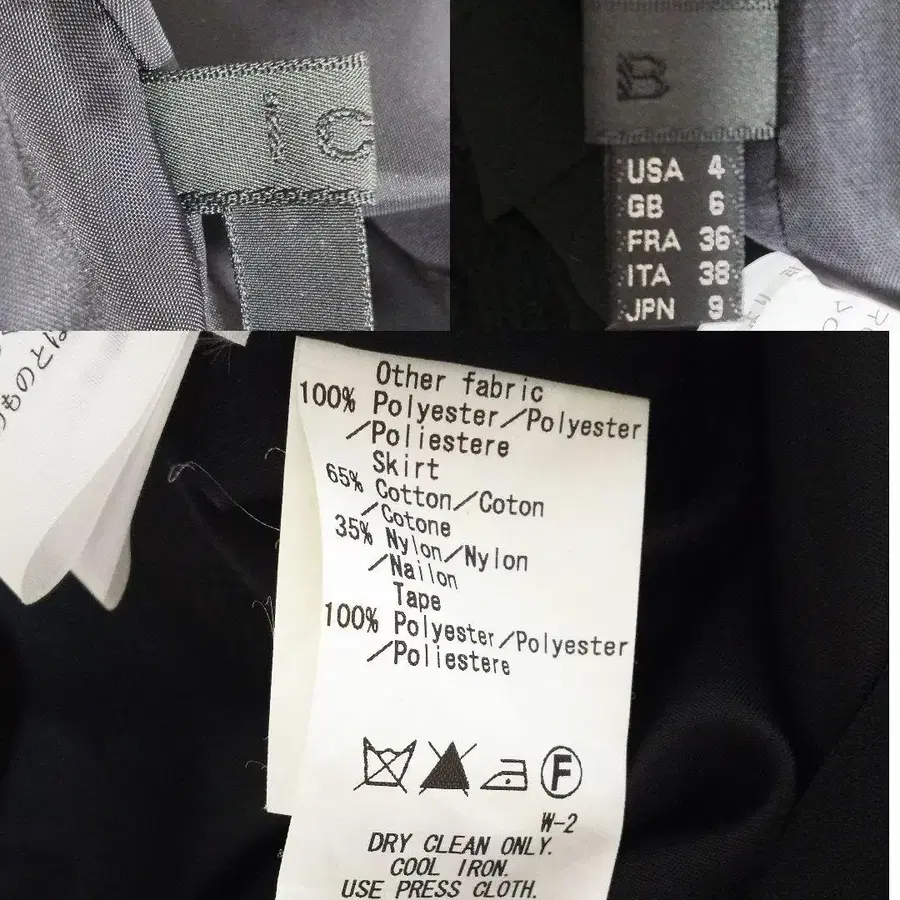 ic
B
USA 4
GB 6
FRA 36
ITA 38
JPN 9
Other fabric
100% Polyester/Polyester
/Poliestere
Skirt
65% Cotton/Coton
/Cotone
35% Nylon/Nylon
/Nailon
Tape
100% Polyester/Polyester
/Poliestere
F
W-2
DRY CLEAN ONLY.
COOL IRON.
USE PRESS CLOTH.